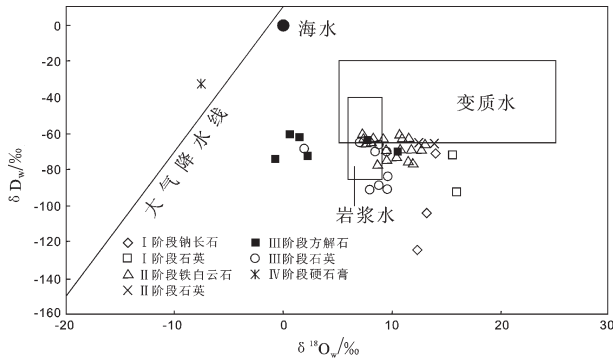 0
-20
-40
-60
-80
-100
-120
-140
-160
δ Dw/‰
海水
大气降水线
变质水
岩浆水
Ⅰ阶段钠长石
Ⅰ阶段石英
Ⅱ阶段铁白云石
Ⅱ阶段石英
Ⅲ阶段方解石
Ⅲ阶段石英
Ⅳ阶段硬石膏
-20 -10 0 10 20 30
δ ¹⁸Ow/‰